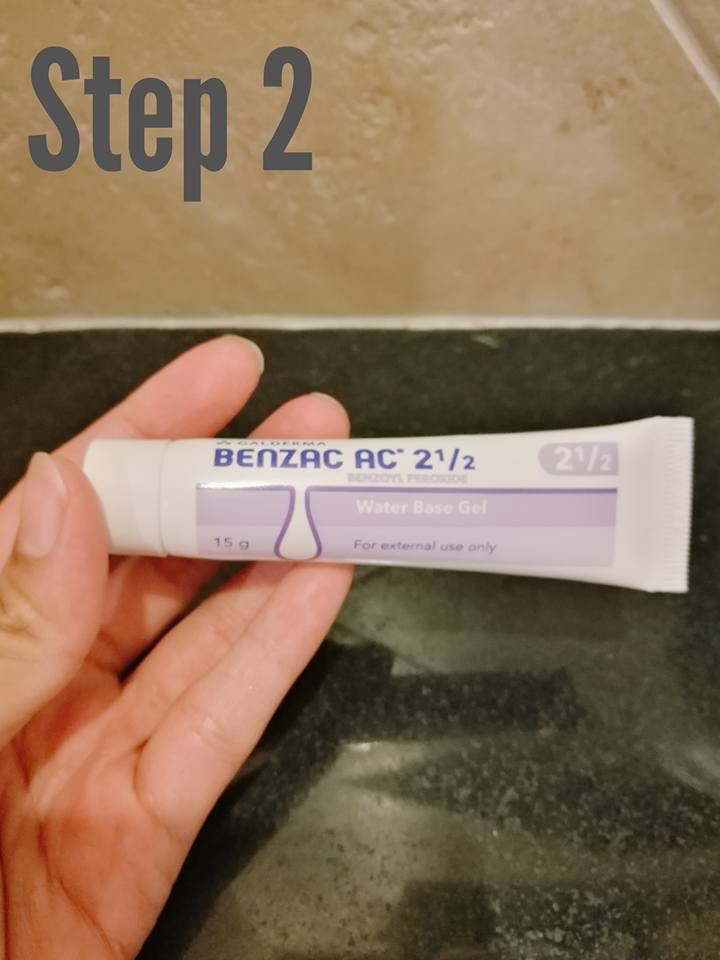 Step 2
GALDERMA
BENZAC AC® 2½
2½
BENZOYL PEROXIDE
Water Base Gel
15 g
For external use only